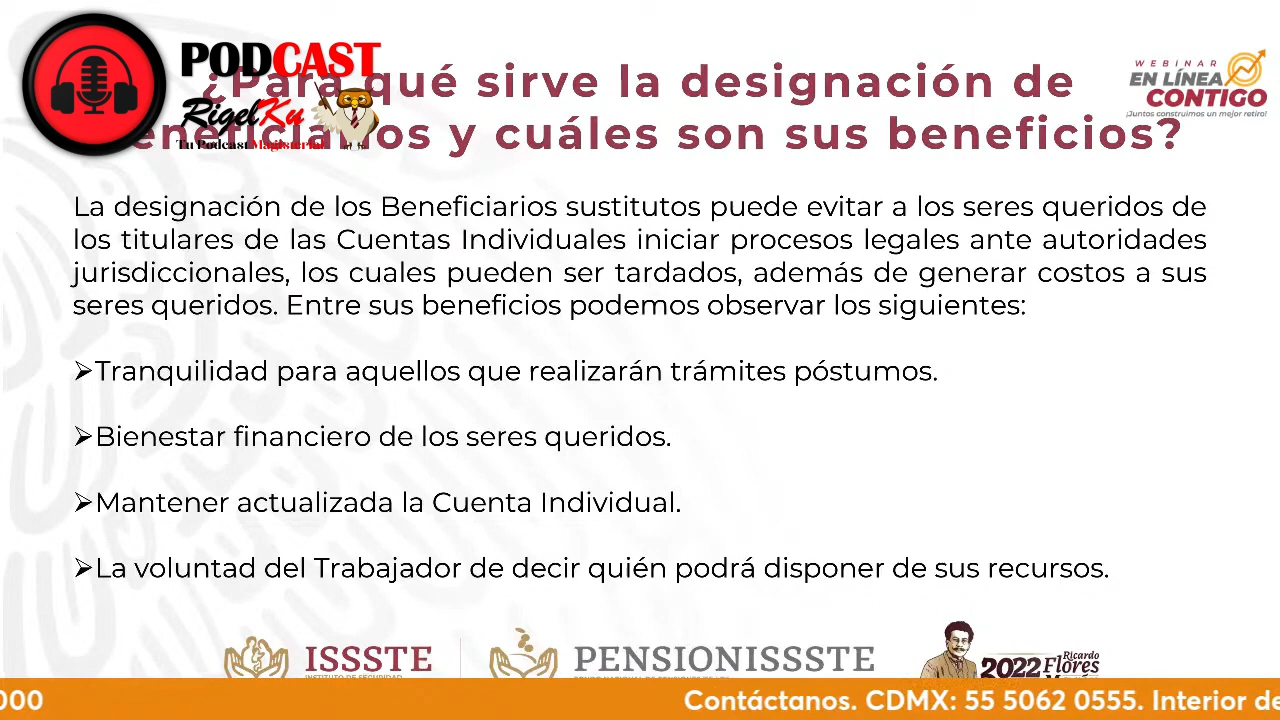 PODCAST
RigelKu
Tu Podcast Magisterial
¿Para qué sirve la designación de
y cuáles son sus beneficios?
WEBINAR
EN LÍNEA
CONTIGO
¡Juntos construimos un mejor retiro!
La designación de los Beneficiarios sustitutos puede evitar a los seres queridos de
los titulares de las Cuentas Individuales iniciar procesos legales ante autoridades
jurisdiccionales, los cuales pueden ser tardados, además de generar costos a sus
seres queridos. Entre sus beneficios podemos observar los siguientes:
➢Tranquilidad para aquellos que realizarán trámites póstumos.
➢Bienestar financiero de los seres queridos.
➢Mantener actualizada la Cuenta Individual.
➢La voluntad del Trabajador de decir quién podrá disponer de sus recursos.
ISSSTE
PENSIONISSSTE
2022 Ricardo Flores
000
Contáctanos. CDMX: 55 5062 0555. Interior de